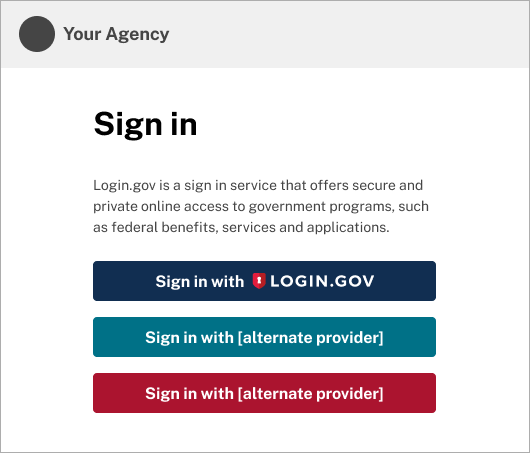 Your Agency
Sign in
Login.gov is a sign in service that offers secure and
private online access to government programs, such
as federal benefits, services and applications.
Sign in with LOGIN.GOV
Sign in with [alternate provider]
Sign in with [alternate provider]